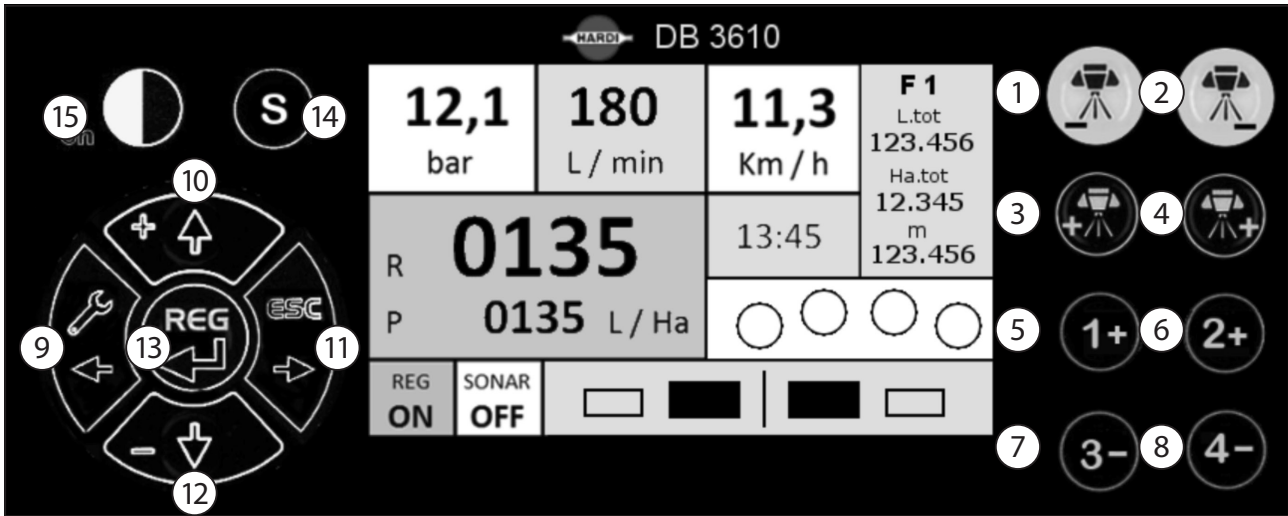 HARDI DB 3610
15
on
S
14
10
+
ESC
9
13
REG
11
-
12
12,1
bar
180
L / min
11,3
Km / h
F 1
L.tot
123.456
Ha.tot
12.345
m
123.456
R 0135
P 0135 L / Ha
13:45
REG
ON
SONAR
OFF
1
-
2
-
3
+
4
+
5
1+
6
2+
7
3-
8
4-